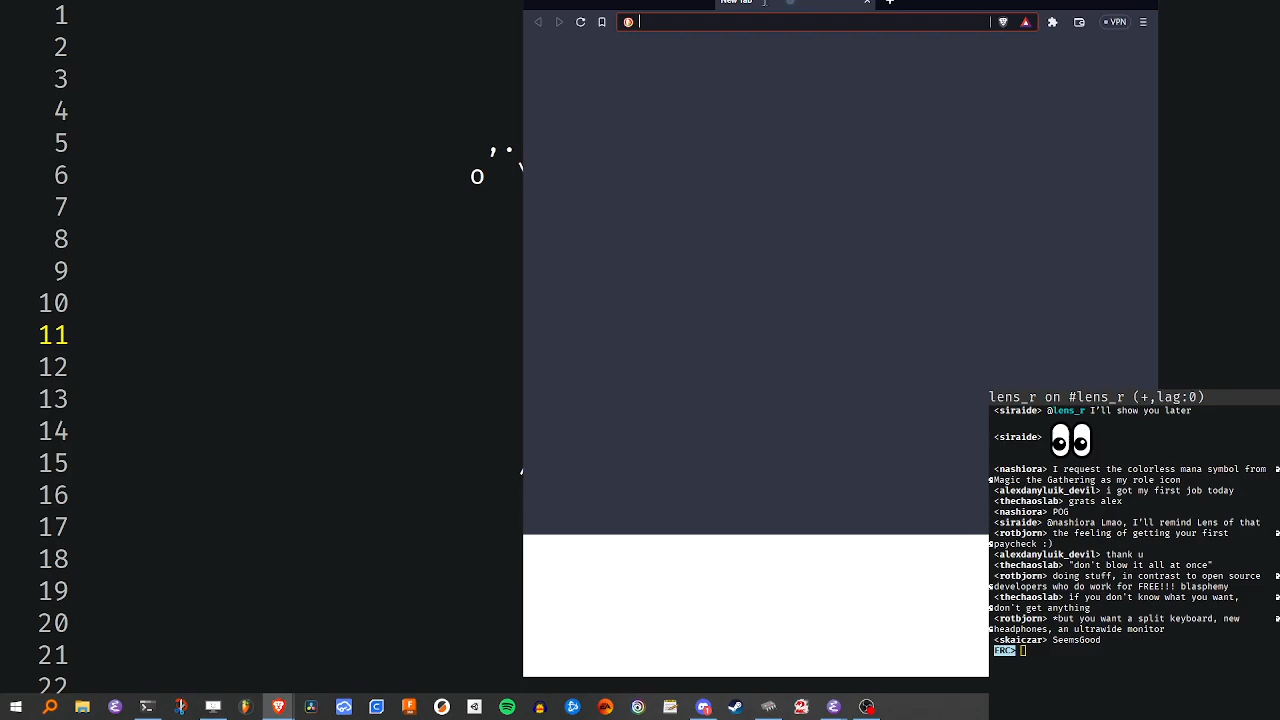 1
2
3
4
5
6
7
8
9
10
11
12
13
14
15
16
17
18
19
20
21
22
,.
o
New Tab
VPN
lens_r on #lens_r (+,lag:0)
<siraide> @lens_r I'll show you later
<siraide>
<nashiora> I request the colorless mana symbol from
Magic the Gathering as my role icon
<alexdanyluik_devil> i got my first job today
<thechaoslab> grats alex
<nashiora> POG
<siraide> @nashiora Lmao, I'll remind Lens of that
<rotbjorn> the feeling of getting your first
paycheck :)
<alexdanyluik_devil> thank u
<thechaoslab> "don't blow it all at once"
<rotbjorn> doing stuff, in contrast to open source
developers who do work for FREE!!! blasphemy
<thechaoslab> if you don't know what you want,
don't get anything
<rotbjorn> *but you want a split keyboard, new
headphones, an ultrawide monitor
<skaiczar> SeemsGood
ERC>